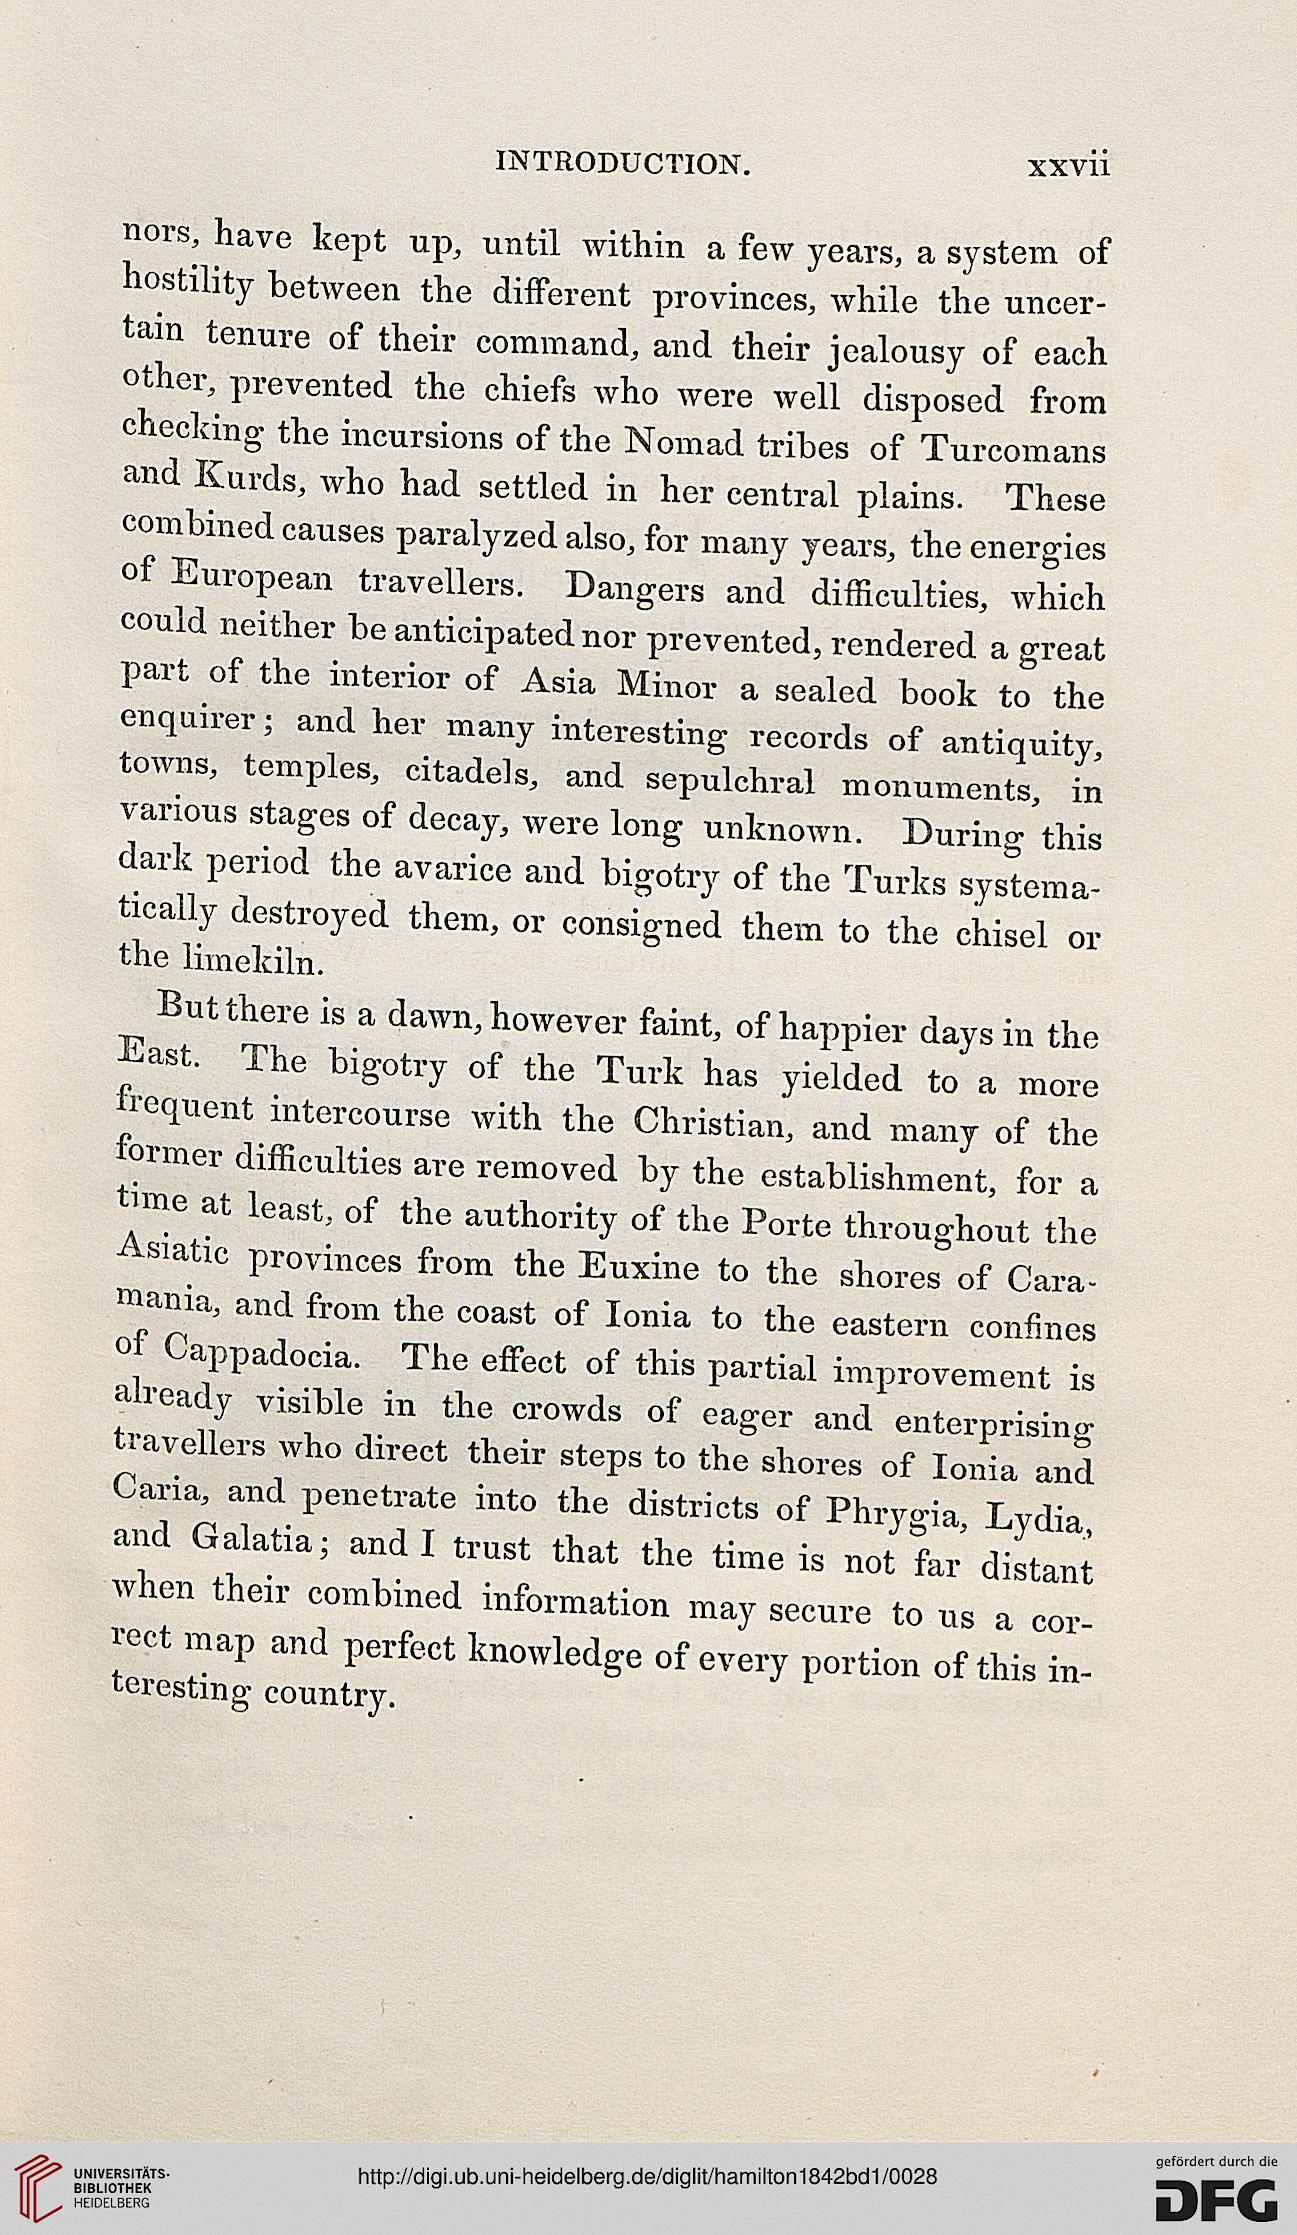 INTRODUCTION. xxvii
nors, have kept up, until within a few years, a system of
hostility between the different provinces, while the uncer-
tain tenure of their command, and their jealousy of each
other, prevented the chiefs who were well disposed from
checking the incursions of the Nomad tribes of Turcomans
and Kurds, who had settled in her central plains. These
combined causes paralyzed also, for many years, the energies
of European travellers. Dangers and difficulties, which
could neither be anticipated nor prevented, rendered a great
part of the interior of Asia Minor a sealed book to the
enquirer; and her many interesting records of antiquity,
towns, temples, citadels, and sepulchral monuments, in
various stages of decay, were long unknown. During this
dark period the avarice and bigotry of the Turks systema-
tically destroyed them, or consigned them to the chisel or
the limekiln.
But there is a dawn, however faint, of happier days in the
East. The bigotry of the Turk has yielded to a more
frequent intercourse with the Christian, and many of the
former difficulties are removed by the establishment, for a
time at least, of the authority of the Porte throughout the
Asiatic provinces from the Euxine to the shores of Cara-
mania, and from the coast of Ionia to the eastern confines
of Cappadocia. The effect of this partial improvement is
already visible in the crowds of eager and enterprising
travellers who direct their steps to the shores of Ionia and
Caria, and penetrate into the districts of Phrygia, Lydia,
and Galatia; and I trust that the time is not far distant
when their combined information may secure to us a cor-
rect map and perfect knowledge of every portion of this in-
teresting country.
UNIVERSITÄTS-
BIBLIOTHEK
HEIDELBERG
http://digi.ub.uni-heidelberg.de/diglit/hamilton1842bd1/0028
gefördert durch die
DFG